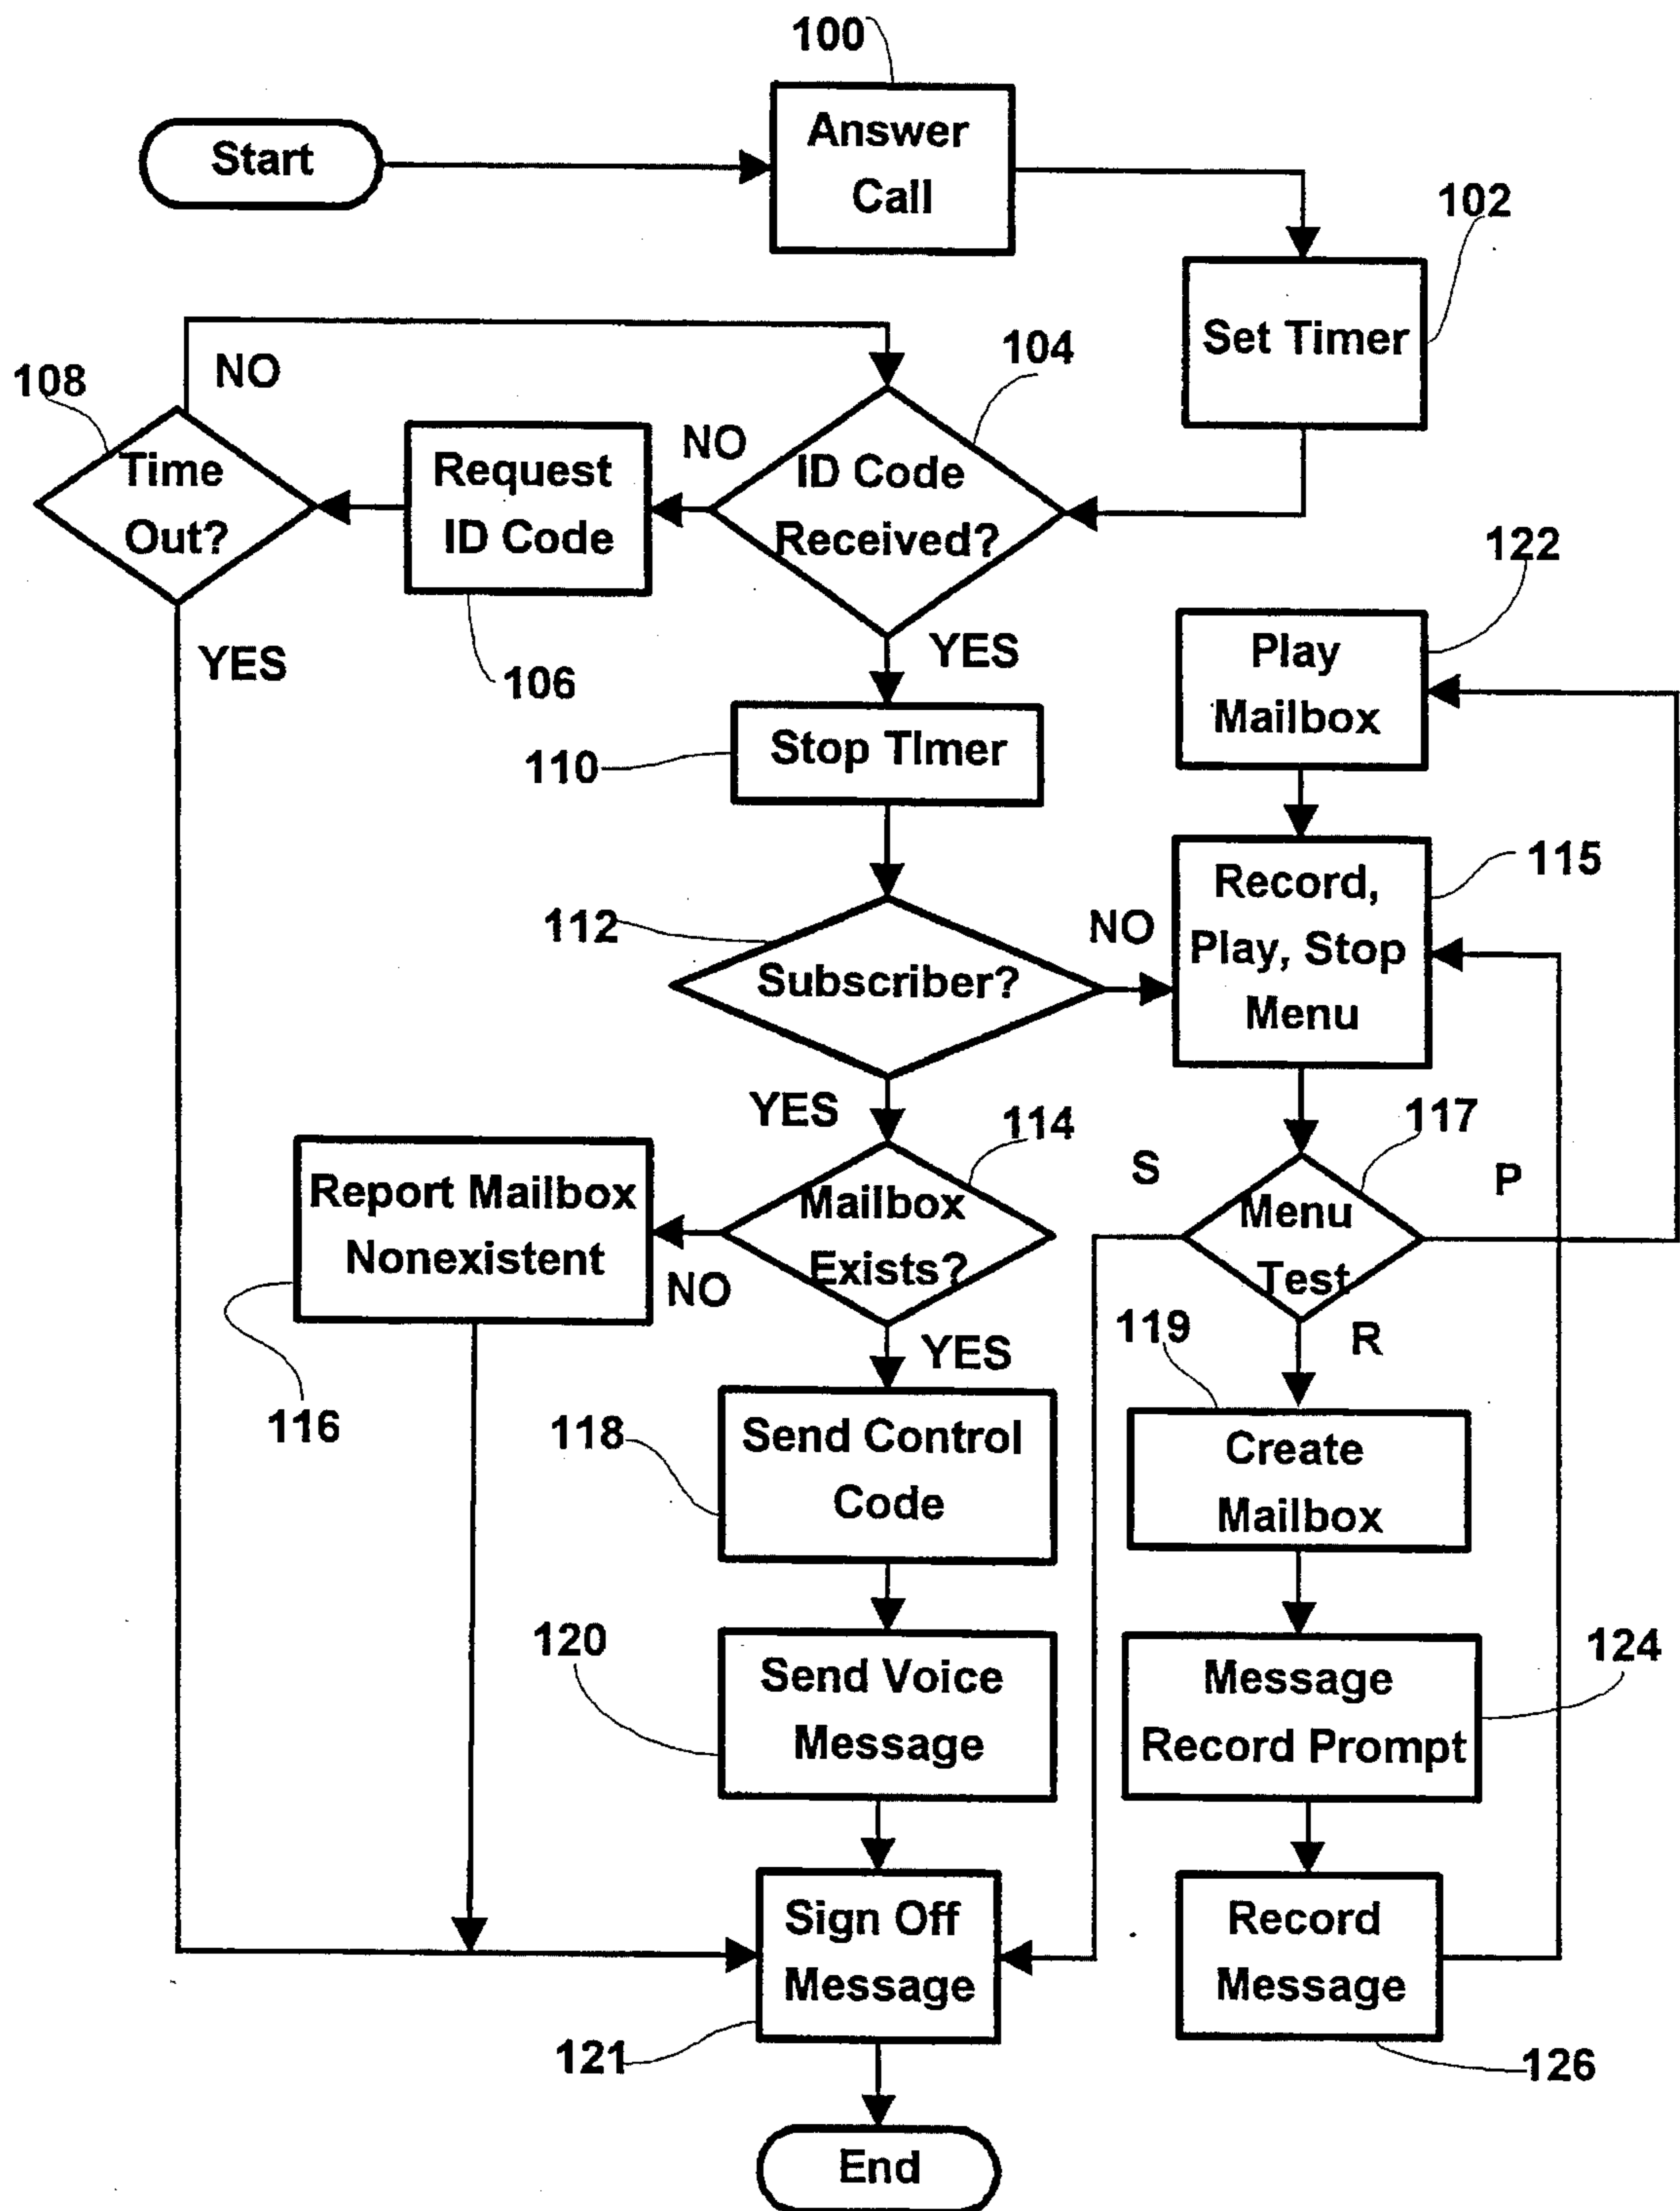 100
Answer
Call
Start
102
Set Timer
104
NO
108
Time
Out?
Request
ID Code
NO
ID Code
Received?
122
YES
106
YES
Play
Mailbox
110
Stop TImer
115
Record,
Play, Stop
Menu
112
NO
Subscriber?
YES
114
117
S
P
Report Mailbox
Nonexistent
Mailbox
Exists?
NO
Menu
Test
116
YES
119
R
118
Send Control
Code
Create
Mailbox
120
Send Voice
Message
124
Message
Record Prompt
Sign Off
Message
Record
Message
121
126
End